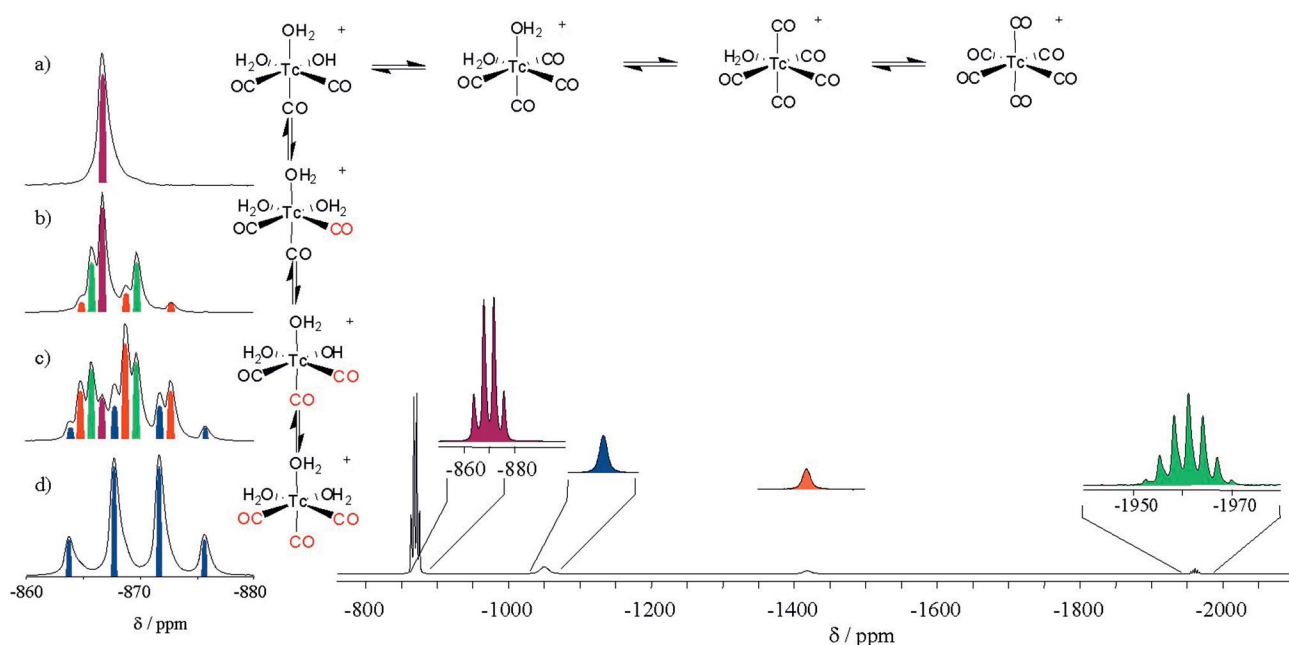 a)
OH2 +
H2O OH
Tc
OC CO
CO
OH2 +
H2O CO
Tc
OC CO
CO
CO +
H2O CO
Tc
OC CO
CO
CO +
OC CO
Tc
OC CO
CO
b)
OH2 +
H2O OH2
Tc
OC CO
CO
c)
OH2 +
H2O OH
Tc
OC CO
CO
d)
OH2 +
H2O OH2
Tc
OC CO
CO
-860 -870 -880
δ / ppm
-860 -880
-1950 -1970
-800 -1000 -1200 -1400 -1600 -1800 -2000
δ / ppm